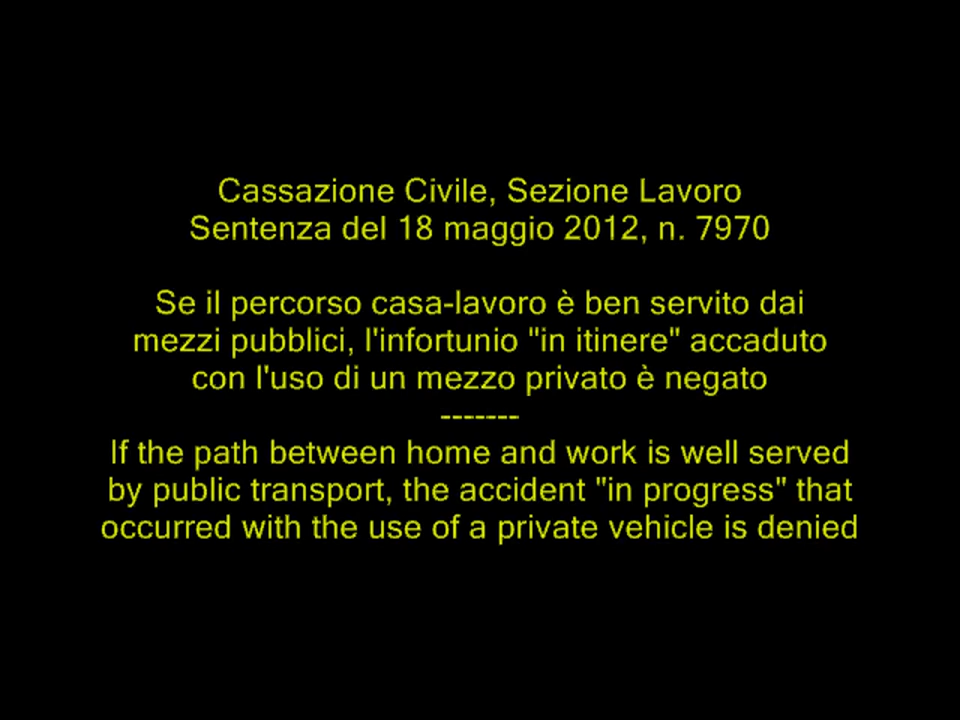 Cassazione Civile, Sezione Lavoro
Sentenza del 18 maggio 2012, n. 7970
Se il percorso casa-lavoro è ben servito dai
mezzi pubblici, l'infortunio "in itinere" accaduto
con l'uso di un mezzo privato è negato
-------
If the path between home and work is well served
by public transport, the accident "in progress" that
occurred with the use of a private vehicle is denied